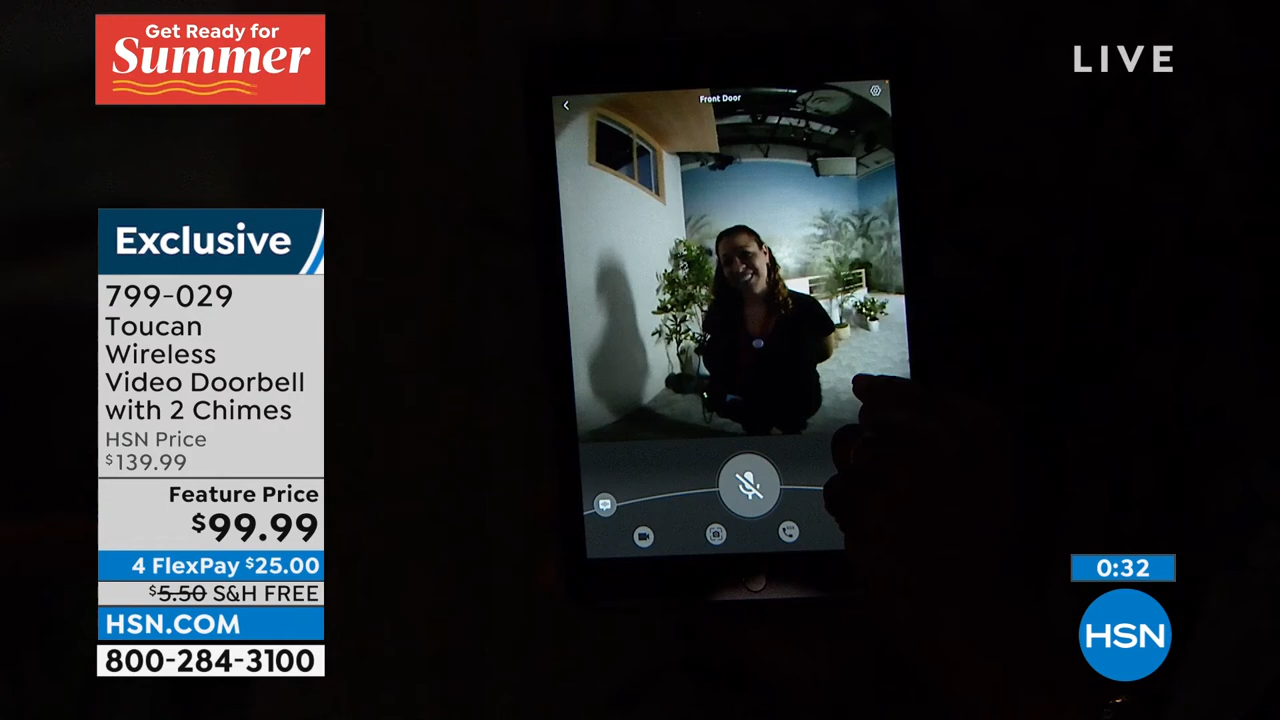 Get Ready for
Summer
LIVE
Front Door
Exclusive
799-029
Toucan
Wireless
Video Doorbell
with 2 Chimes
HSN Price
$139.99
Feature Price
$99.99
4 FlexPay $25.00
$5.50 S&H FREE
HSN.COM
800-284-3100
0:32
HSN